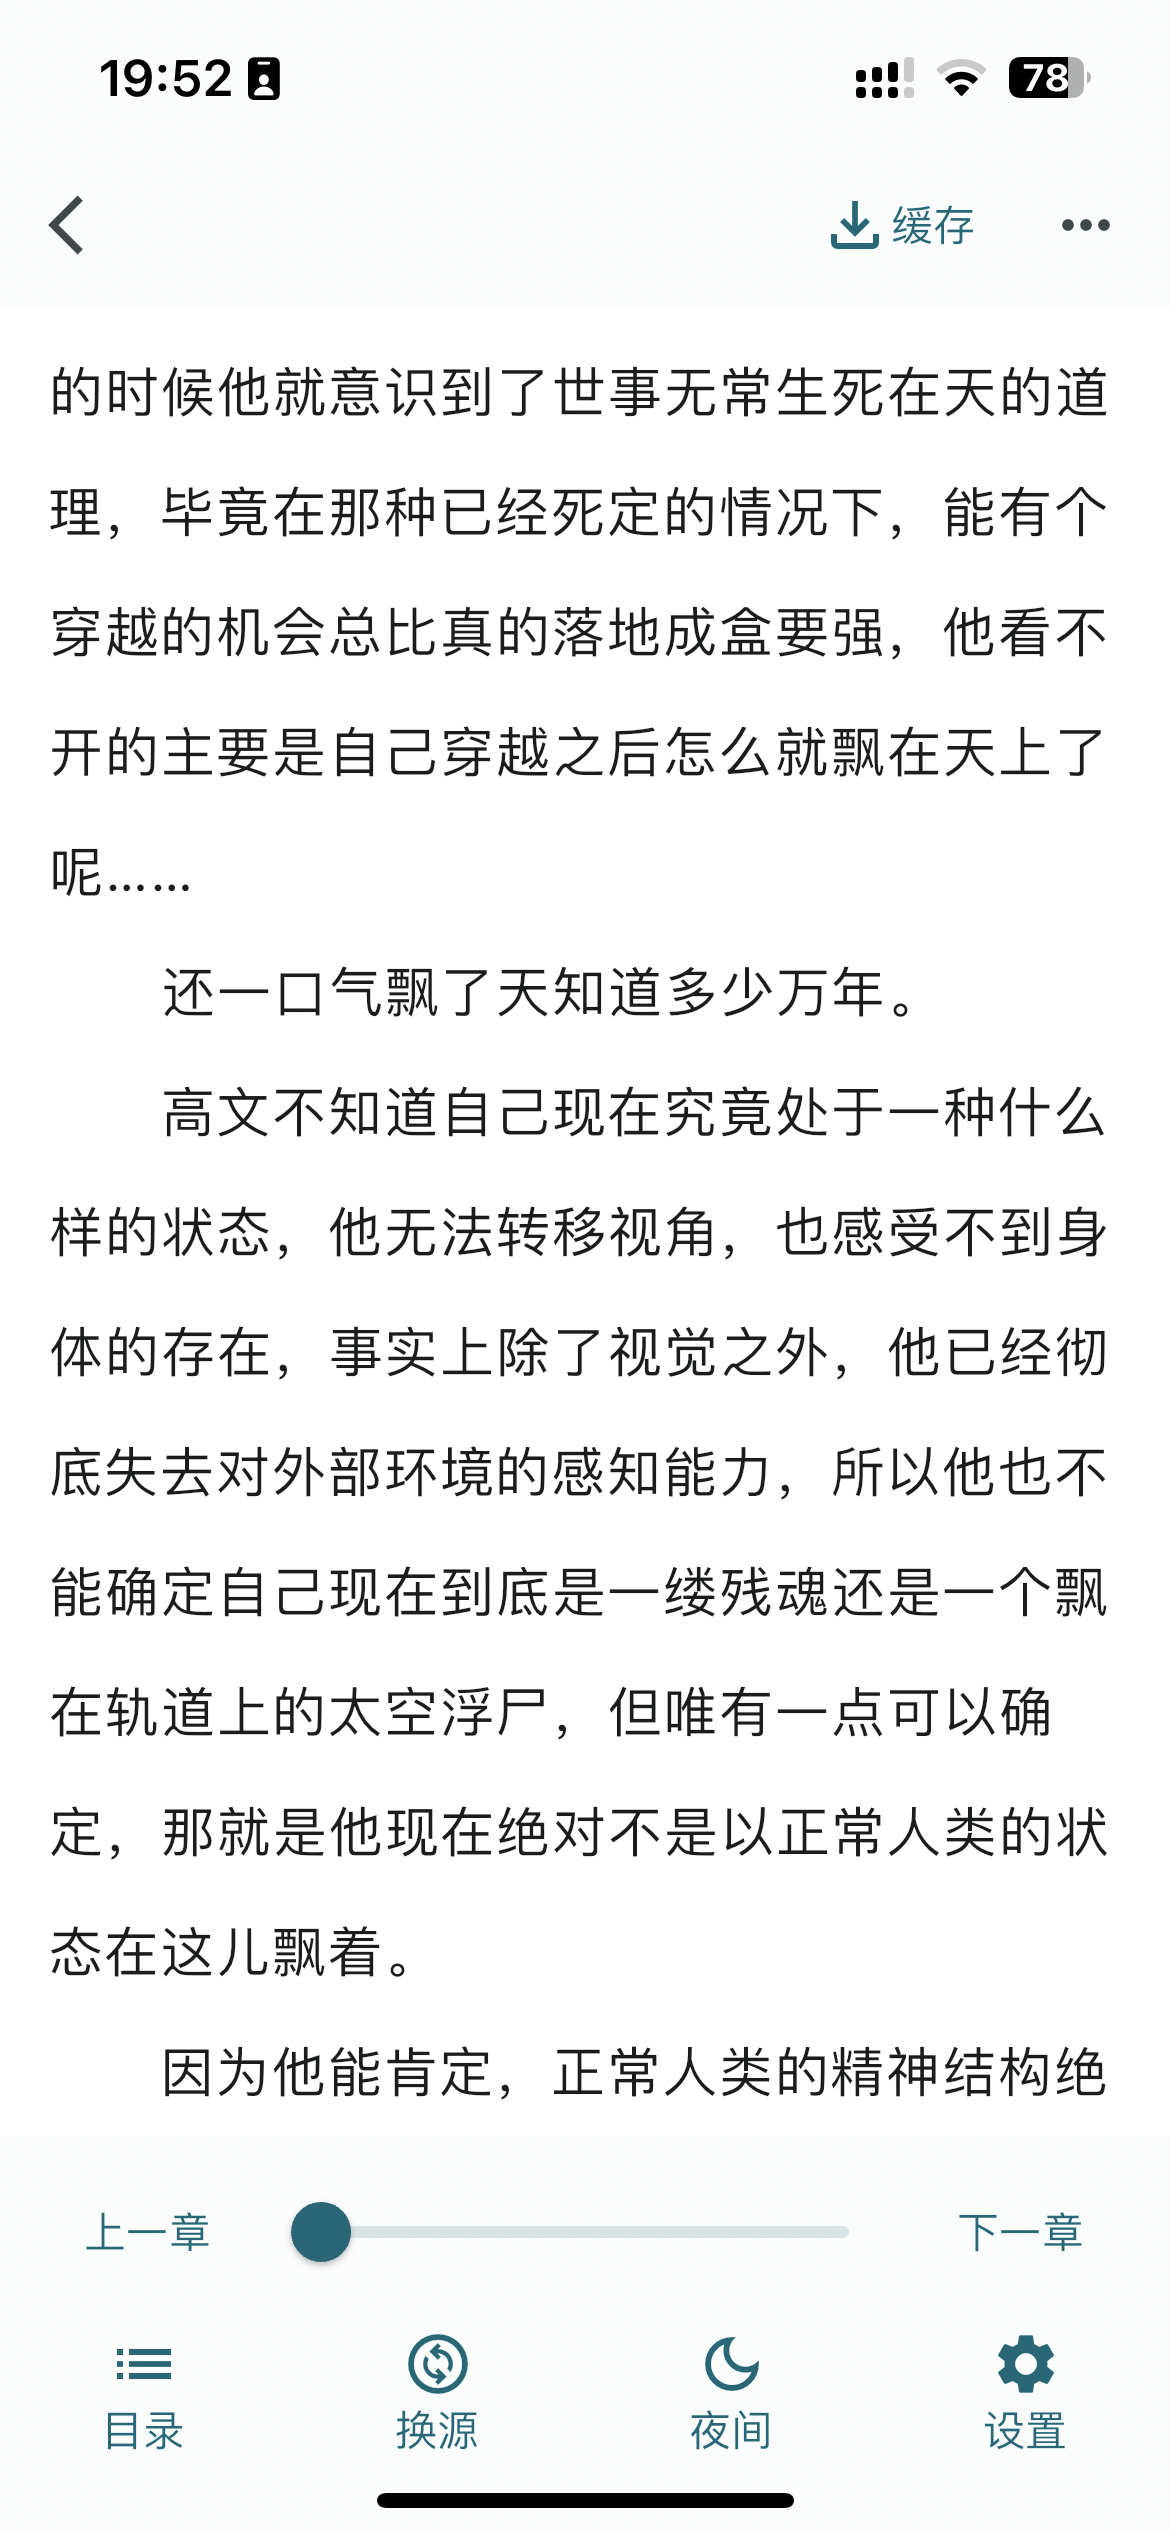 19:52
78
缓存
的时候他就意识到了世事无常生死在天的道
理，毕竟在那种已经死定的情况下，能有个
穿越的机会总比真的落地成盒要强，他看不
开的主要是自己穿越之后怎么就飘在天上了
呢……
还一口气飘了天知道多少万年。
高文不知道自己现在究竟处于一种什么
样的状态，他无法转移视角，也感受不到身
体的存在，事实上除了视觉之外，他已经彻
底失去对外部环境的感知能力，所以他也不
能确定自己现在到底是一缕残魂还是一个飘
在轨道上的太空浮尸，但唯有一点可以确
定，那就是他现在绝对不是以正常人类的状
态在这儿飘着。
因为他能肯定，正常人类的精神结构绝
上一章
下一章
目录
换源
夜间
设置